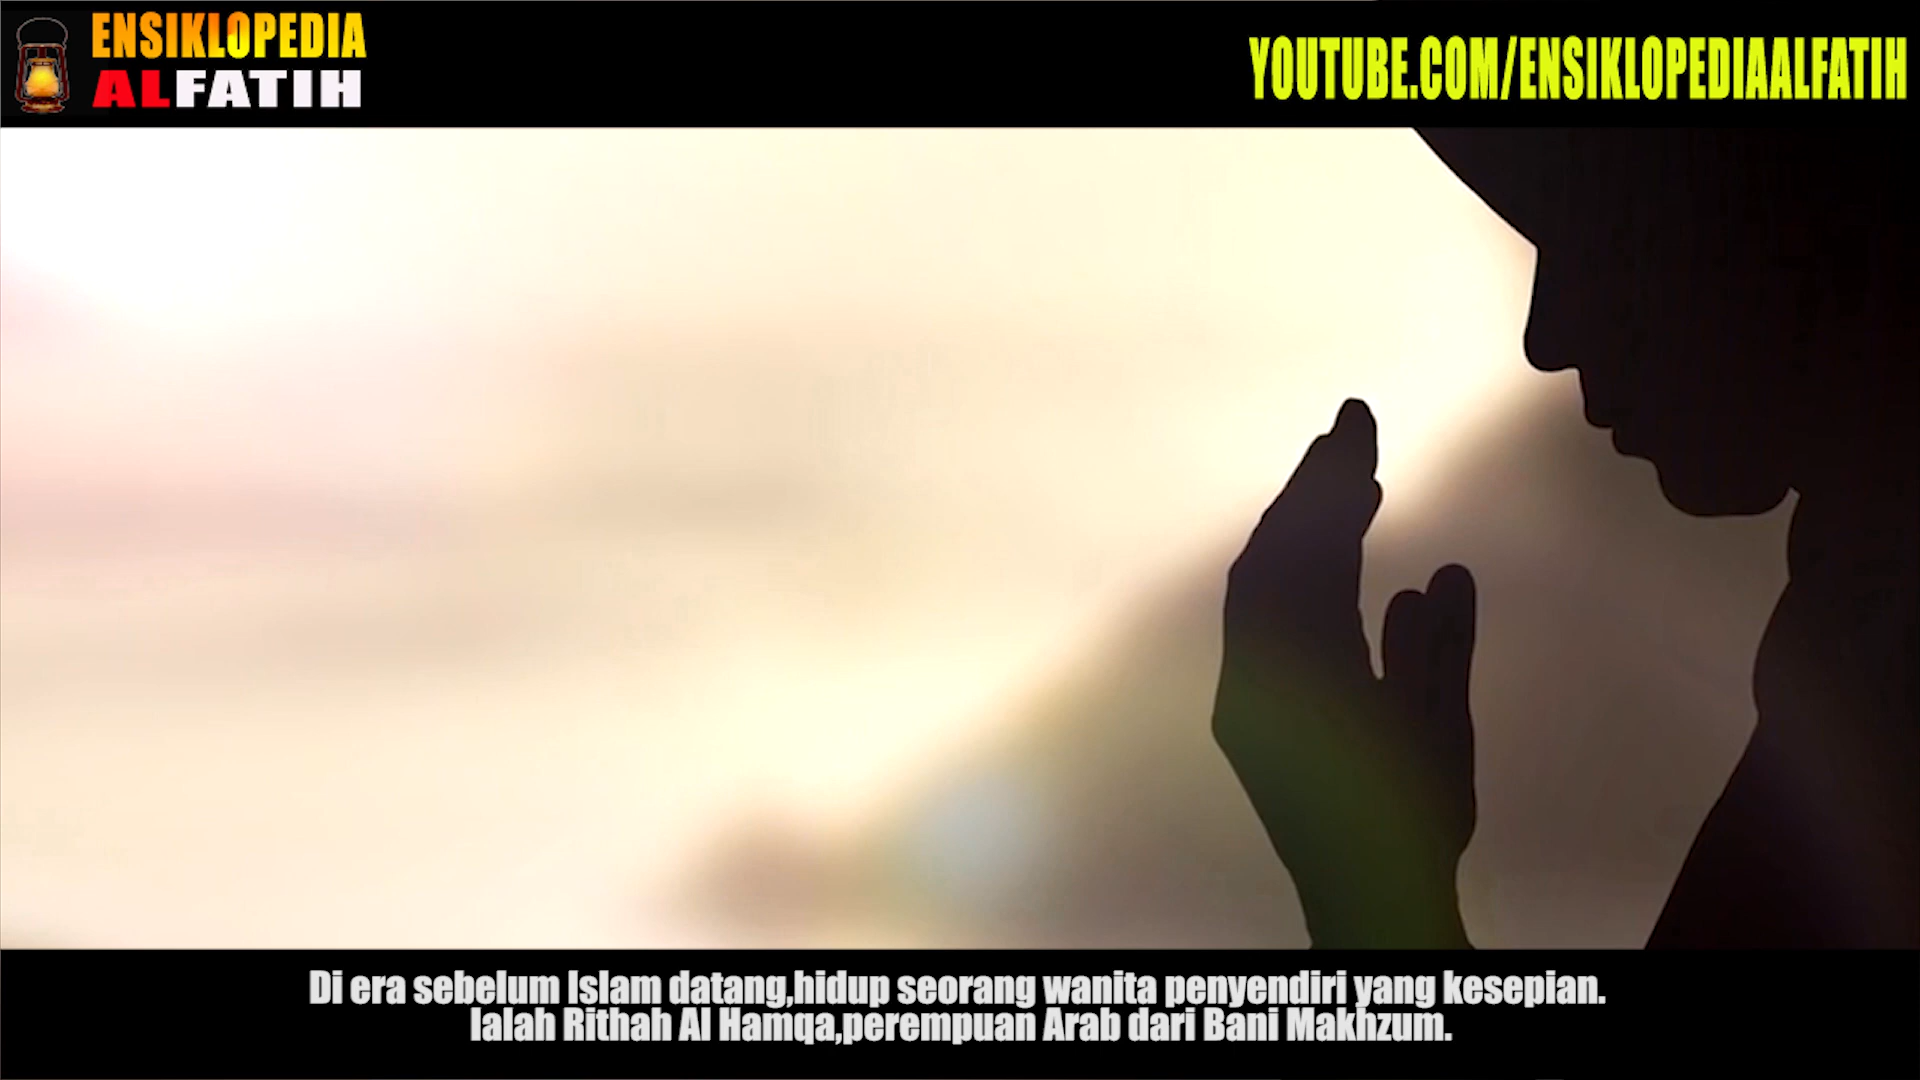 ENSIKLOPEDIA
ALFATIH
YOUTUBE.COM/ENSIKLOPEDIAALFATIH
Di era sebelum Islam datang,hidup seorang wanita penyendiri yang kesepian.
Ialah Rithah Al Hamqa,perempuan Arab dari Bani Makhzum.